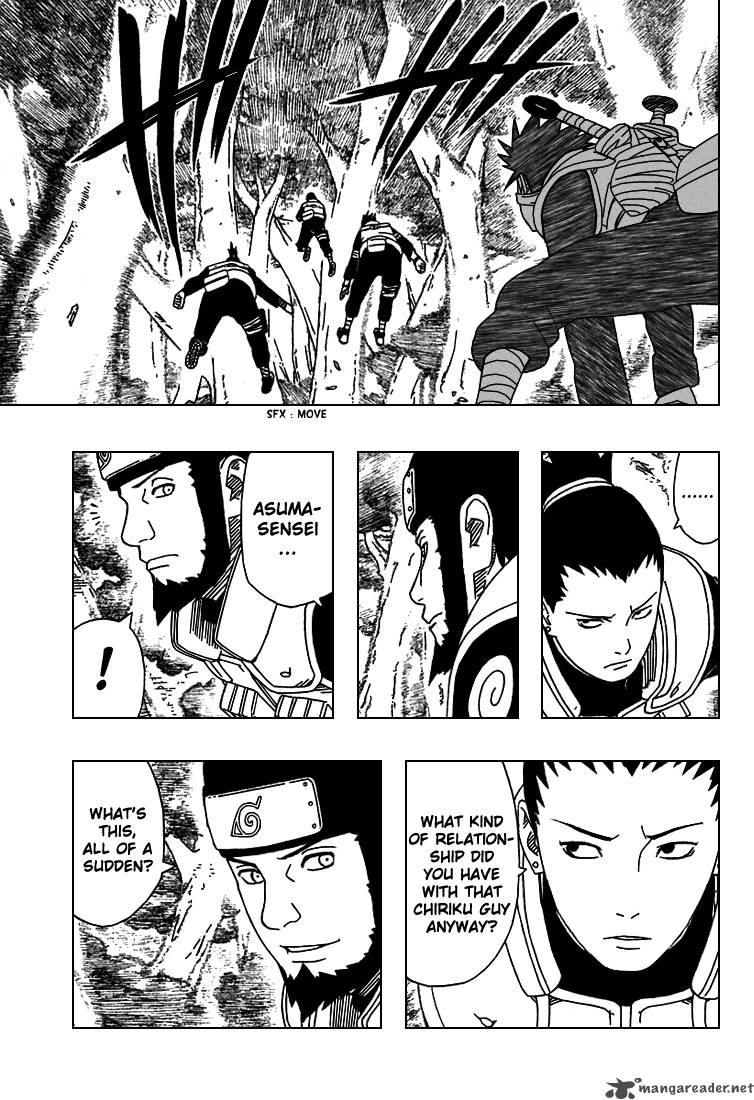 SFX : MOVE
......
ASUMA-
SENSEI
...
!
WHAT KIND
OF RELATION-
SHIP DID
YOU HAVE
WITH THAT
CHIRIKU GUY
ANYWAY?
WHAT'S
THIS,
ALL OF A
SUDDEN?
mangareader.net